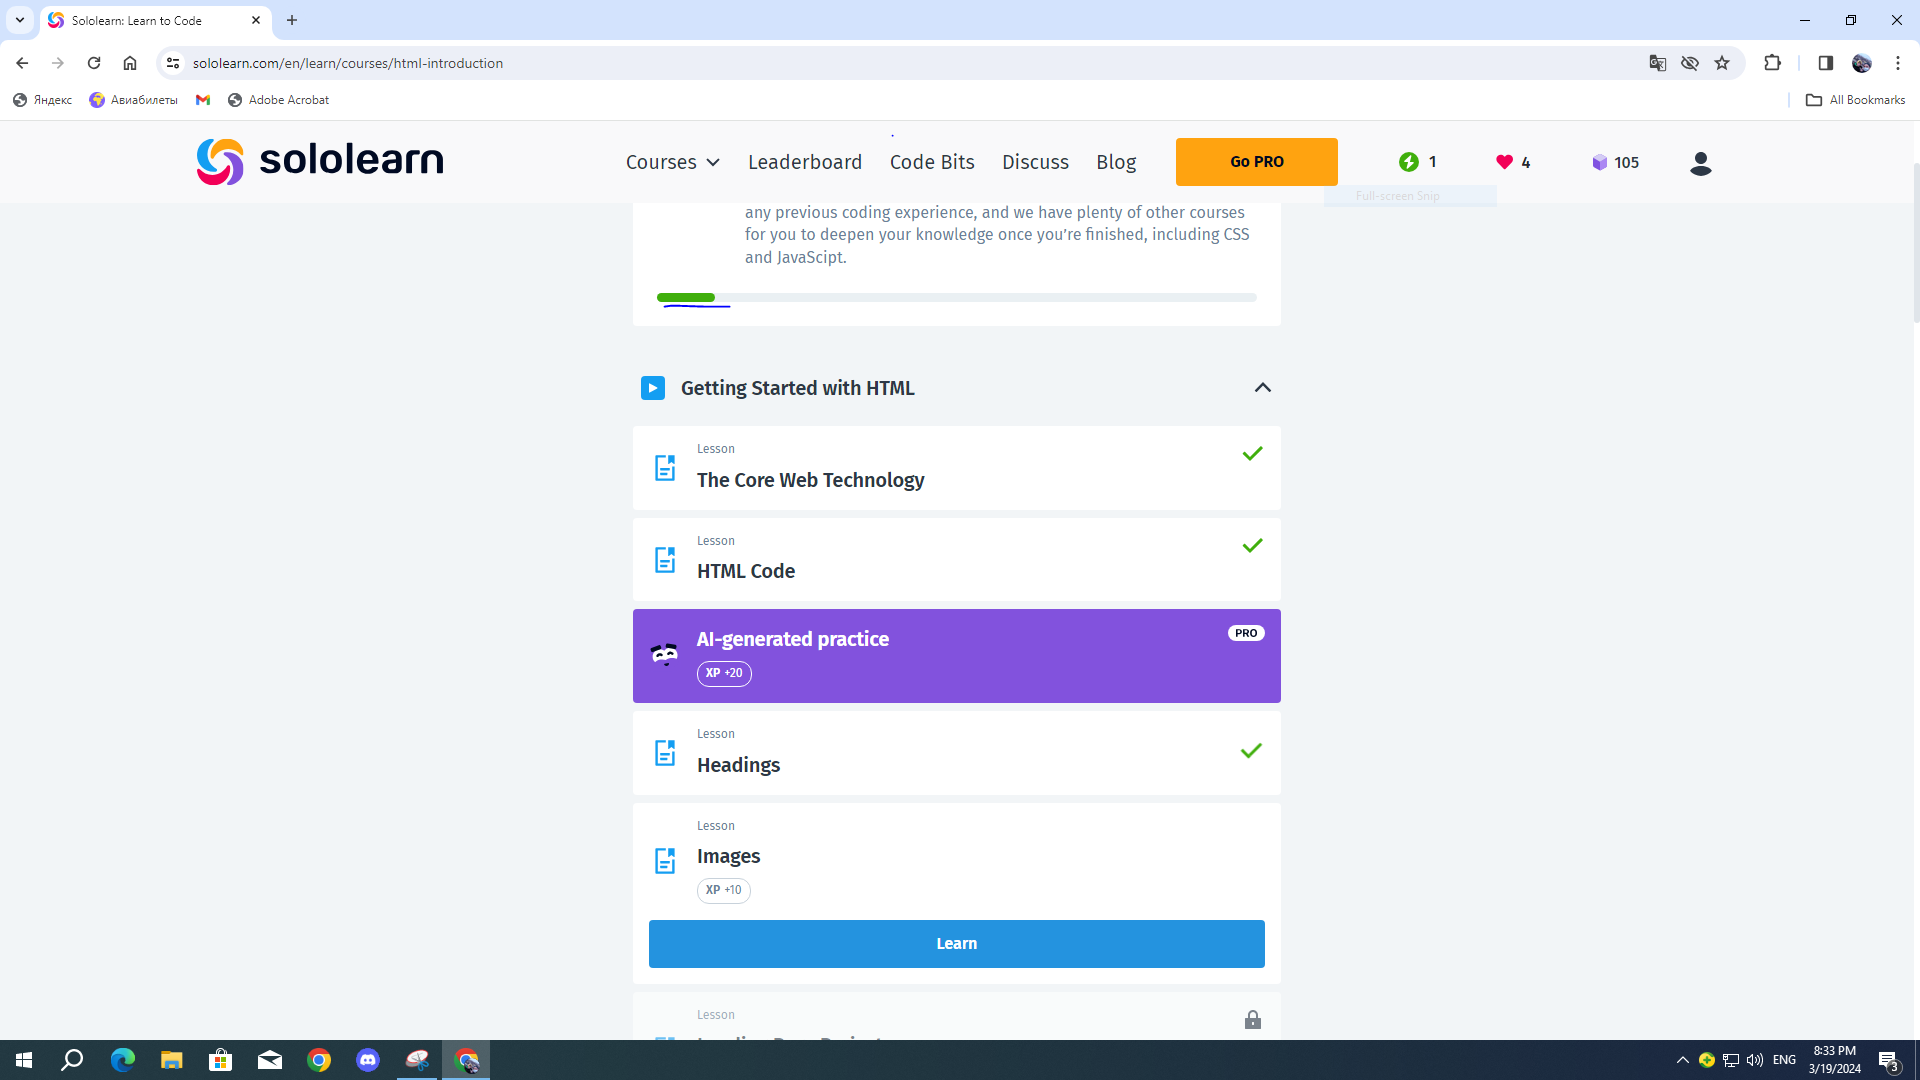 Sololearn: Learn to Code
sololearn.com/en/learn/courses/html-introduction
Яндекс
Авиабилеты
Adobe Acrobat
All Bookmarks
sololearn
Courses
Leaderboard
Code Bits
Discuss
Blog
Go PRO
1
4
105
Full-screen Snip
any previous coding experience, and we have plenty of other courses
for you to deepen your knowledge once you’re finished, including CSS
and JavaScipt.
Getting Started with HTML
Lesson
The Core Web Technology
Lesson
HTML Code
AI-generated practice
PRO
XP +20
Lesson
Headings
Lesson
Images
XP +10
Learn
Lesson
ENG
8:33 PM
3/19/2024
3